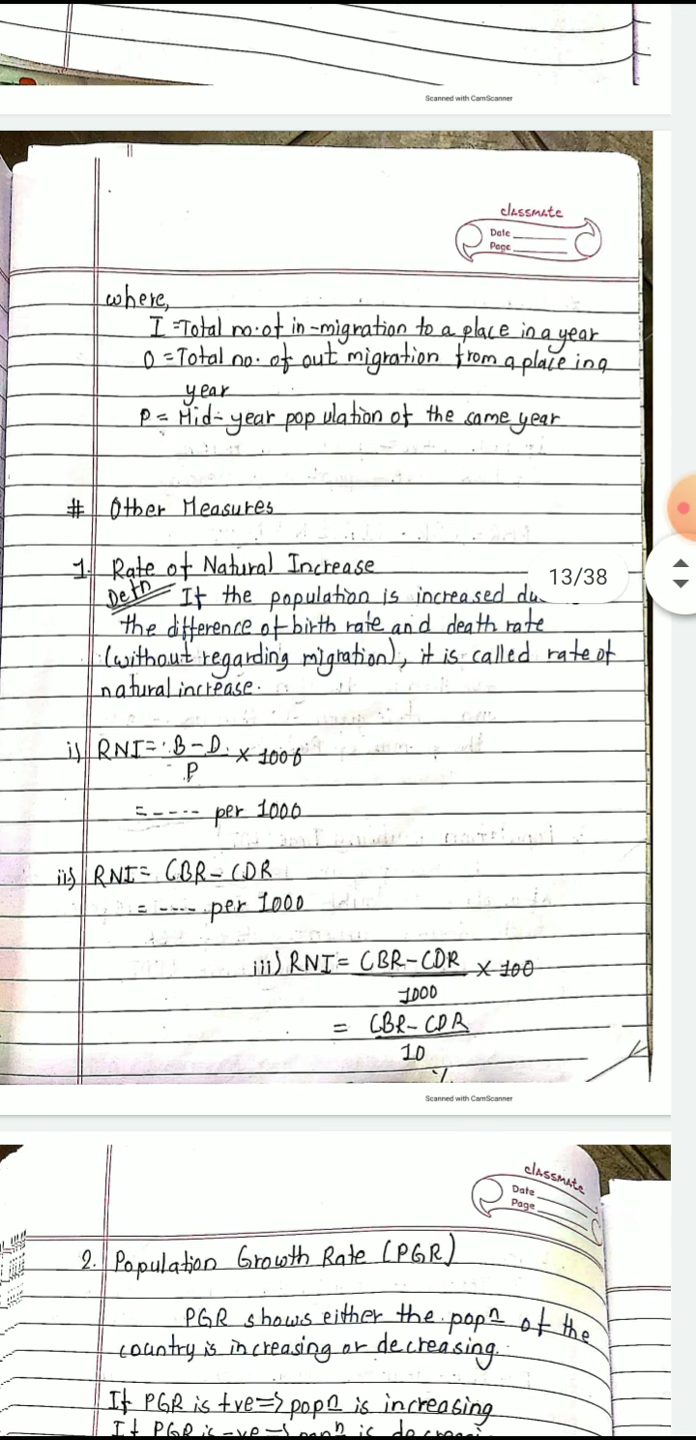 Scanned with CamScanner
classmate
Date
Page
where,
I = Total no. of in-migration to a place in a year
O = Total no. of out migration from a place in a
year
P = Mid-year population of the same year
# Other Measures
1. Rate of Natural Increase
13/38
Defn If the population is increased du
the difference of birth rate and death rate
(without regarding migration), it is called rate of
natural increase.
i) RNI = B - D / P × 1000
= ----- per 1000
ii) RNI = CBR - CDR
= ---- per 1000
iii) RNI = CBR - CDR / 1000 × 100
= CBR - CDR / 10
%
Scanned with CamScanner
classmate
Date
Page
2. Population Growth Rate (PGR)
PGR shows either the popn of the
country is increasing or decreasing.
If PGR is +ve => popn is increasing
If PGR is -ve => popn is